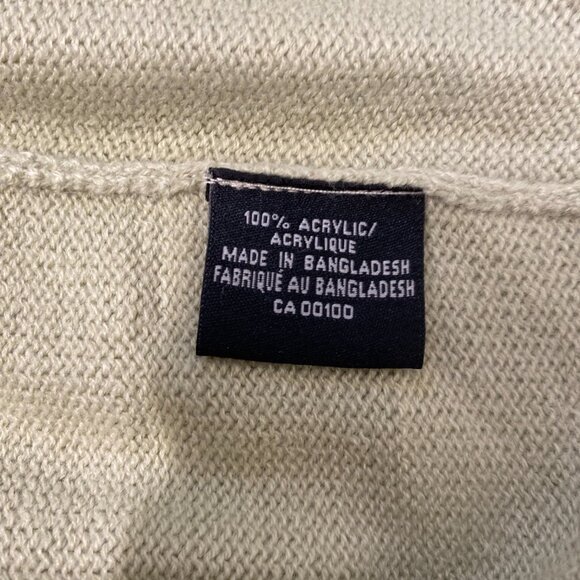 100% ACRYLIC/
ACRYLIQUE
MADE IN BANGLADESH
FABRIQUÉ AU BANGLADESH
CA 00100